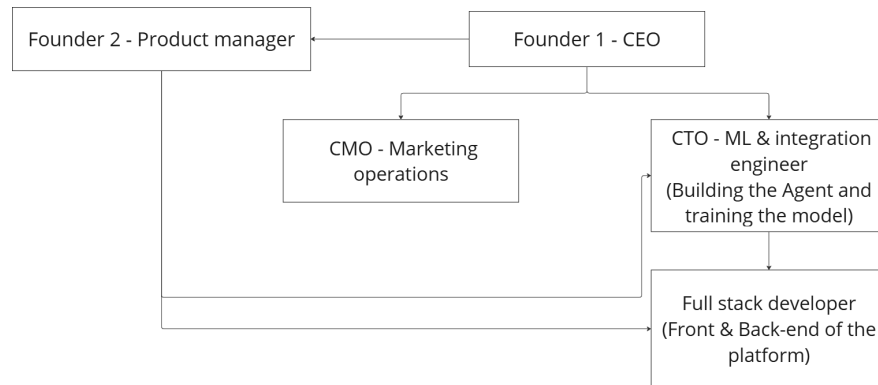 Founder 2 - Product manager
Founder 1 - CEO
CMO - Marketing
operations
CTO - ML & integration
engineer
(Building the Agent and
training the model)
Full stack developer
(Front & Back-end of the
platform)